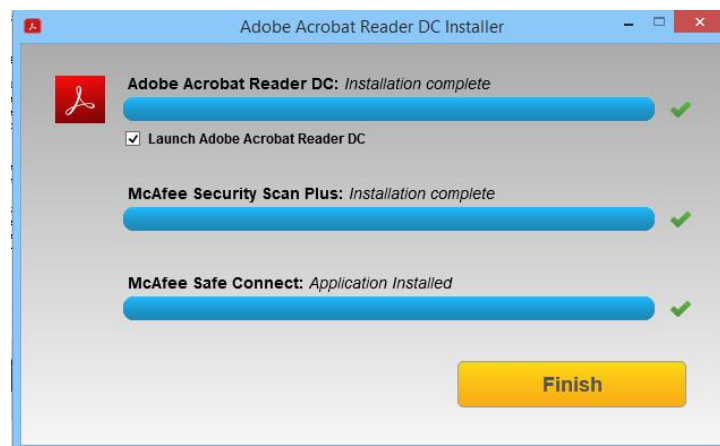 Adobe Acrobat Reader DC Installer
Adobe Acrobat Reader DC: Installation complete
Launch Adobe Acrobat Reader DC
McAfee Security Scan Plus: Installation complete
McAfee Safe Connect: Application Installed
Finish